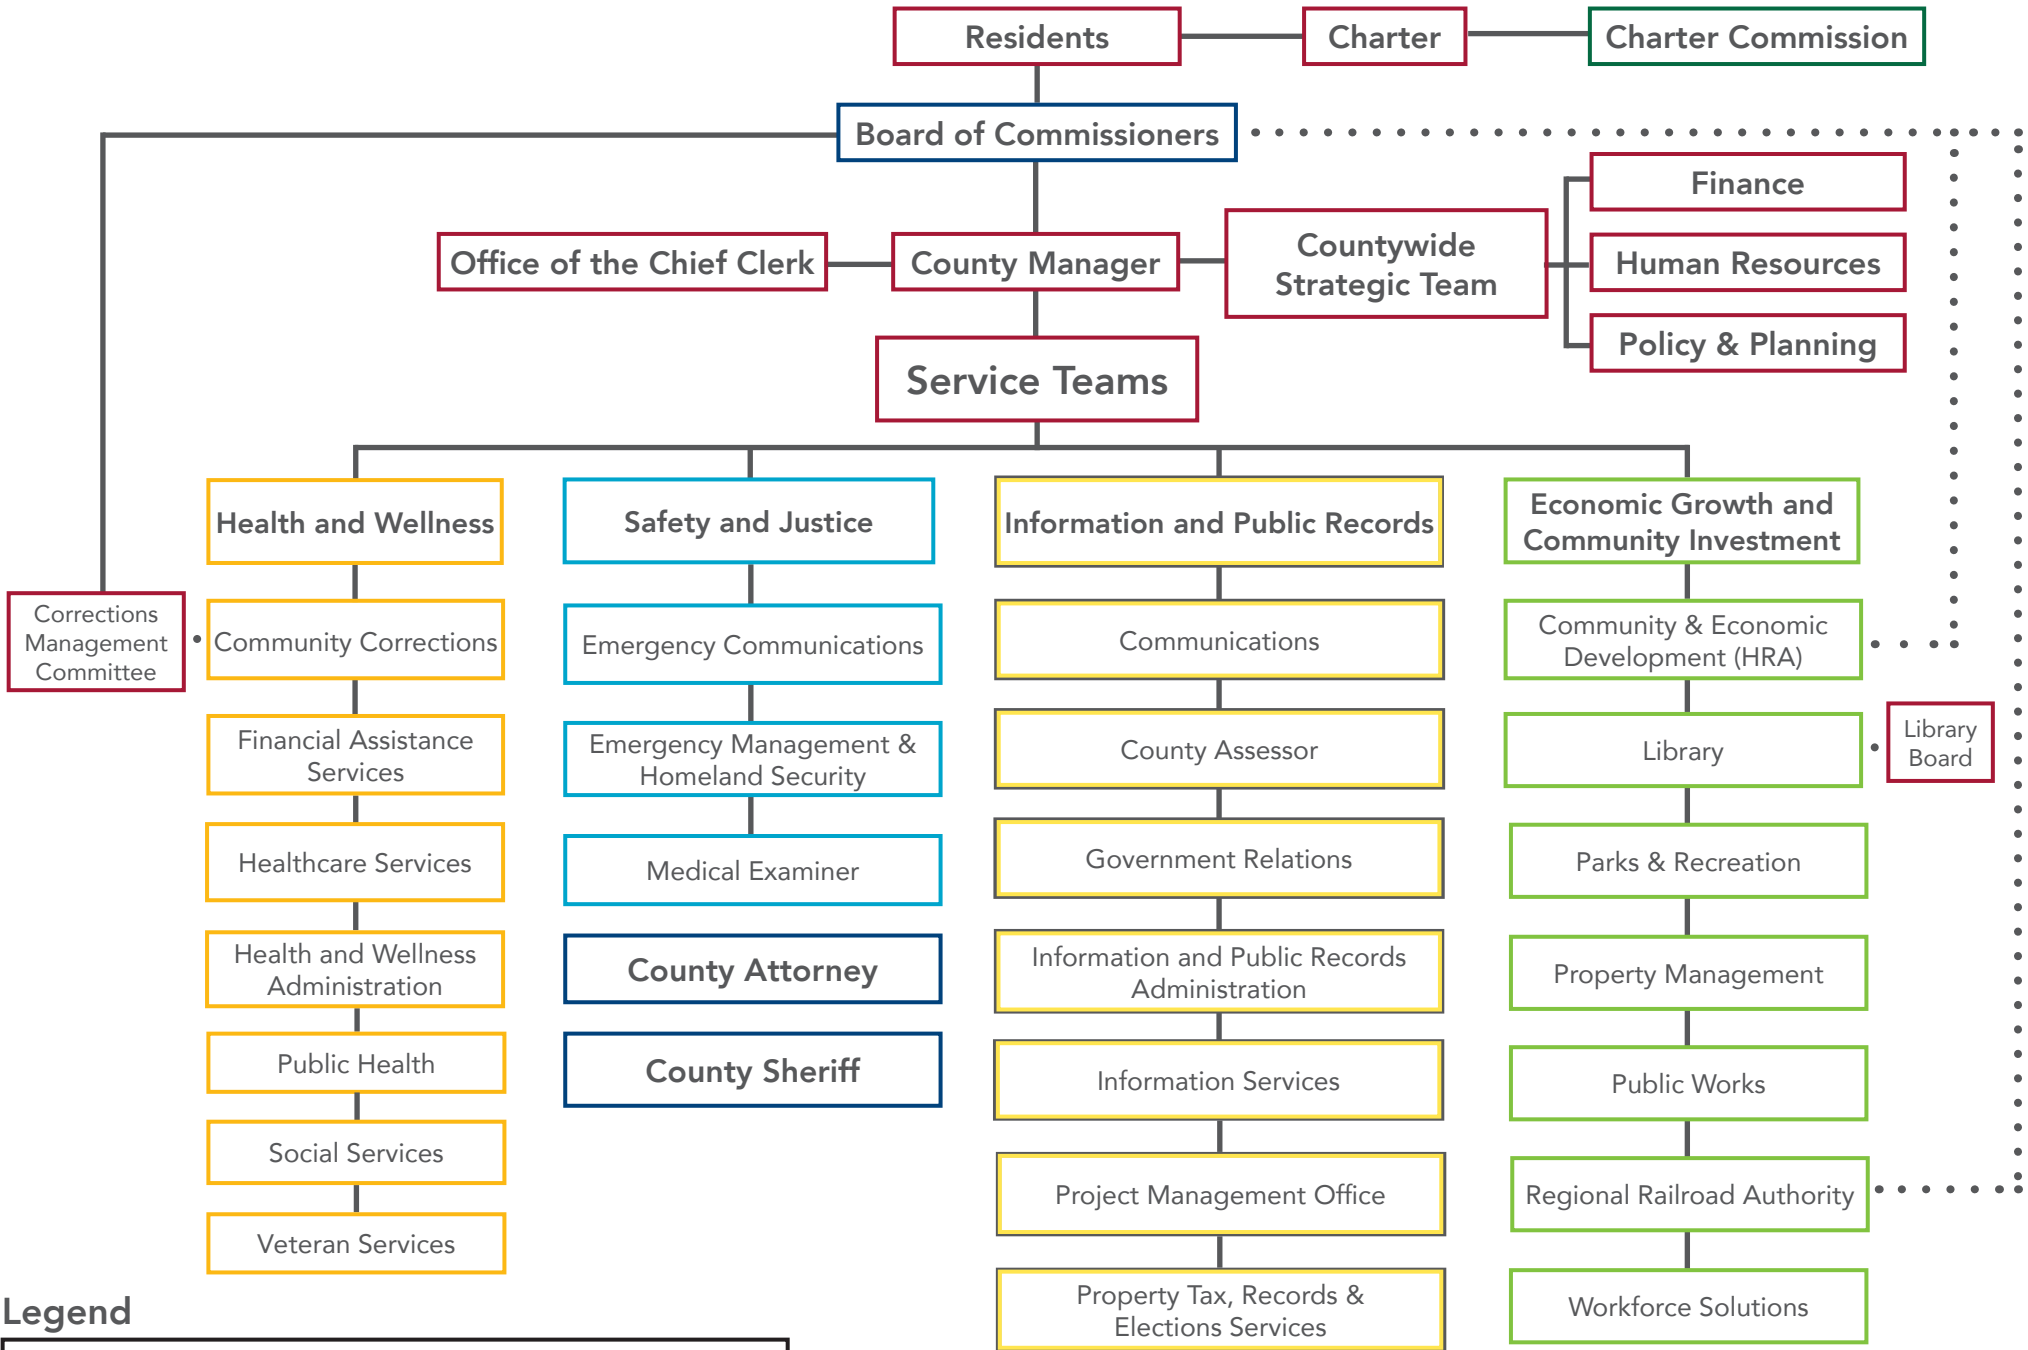 Residents
Charter
Charter Commission
Board of Commissioners
Finance
Office of the Chief Clerk
County Manager
Countywide
Strategic Team
Human Resources
Policy & Planning
Service Teams
Health and Wellness
Safety and Justice
Information and Public Records
Economic Growth and
Community Investment
Corrections
Management
Committee
Community Corrections
Emergency Communications
Communications
Community & Economic
Development (HRA)
Financial Assistance
Services
Emergency Management &
Homeland Security
County Assessor
Library
Library
Board
Healthcare Services
Medical Examiner
Government Relations
Parks & Recreation
Health and Wellness
Administration
County Attorney
Information and Public Records
Administration
Property Management
Public Health
County Sheriff
Information Services
Public Works
Social Services
Project Management Office
Regional Railroad Authority
Veteran Services
Property Tax, Records &
Elections Services
Workforce Solutions
Legend